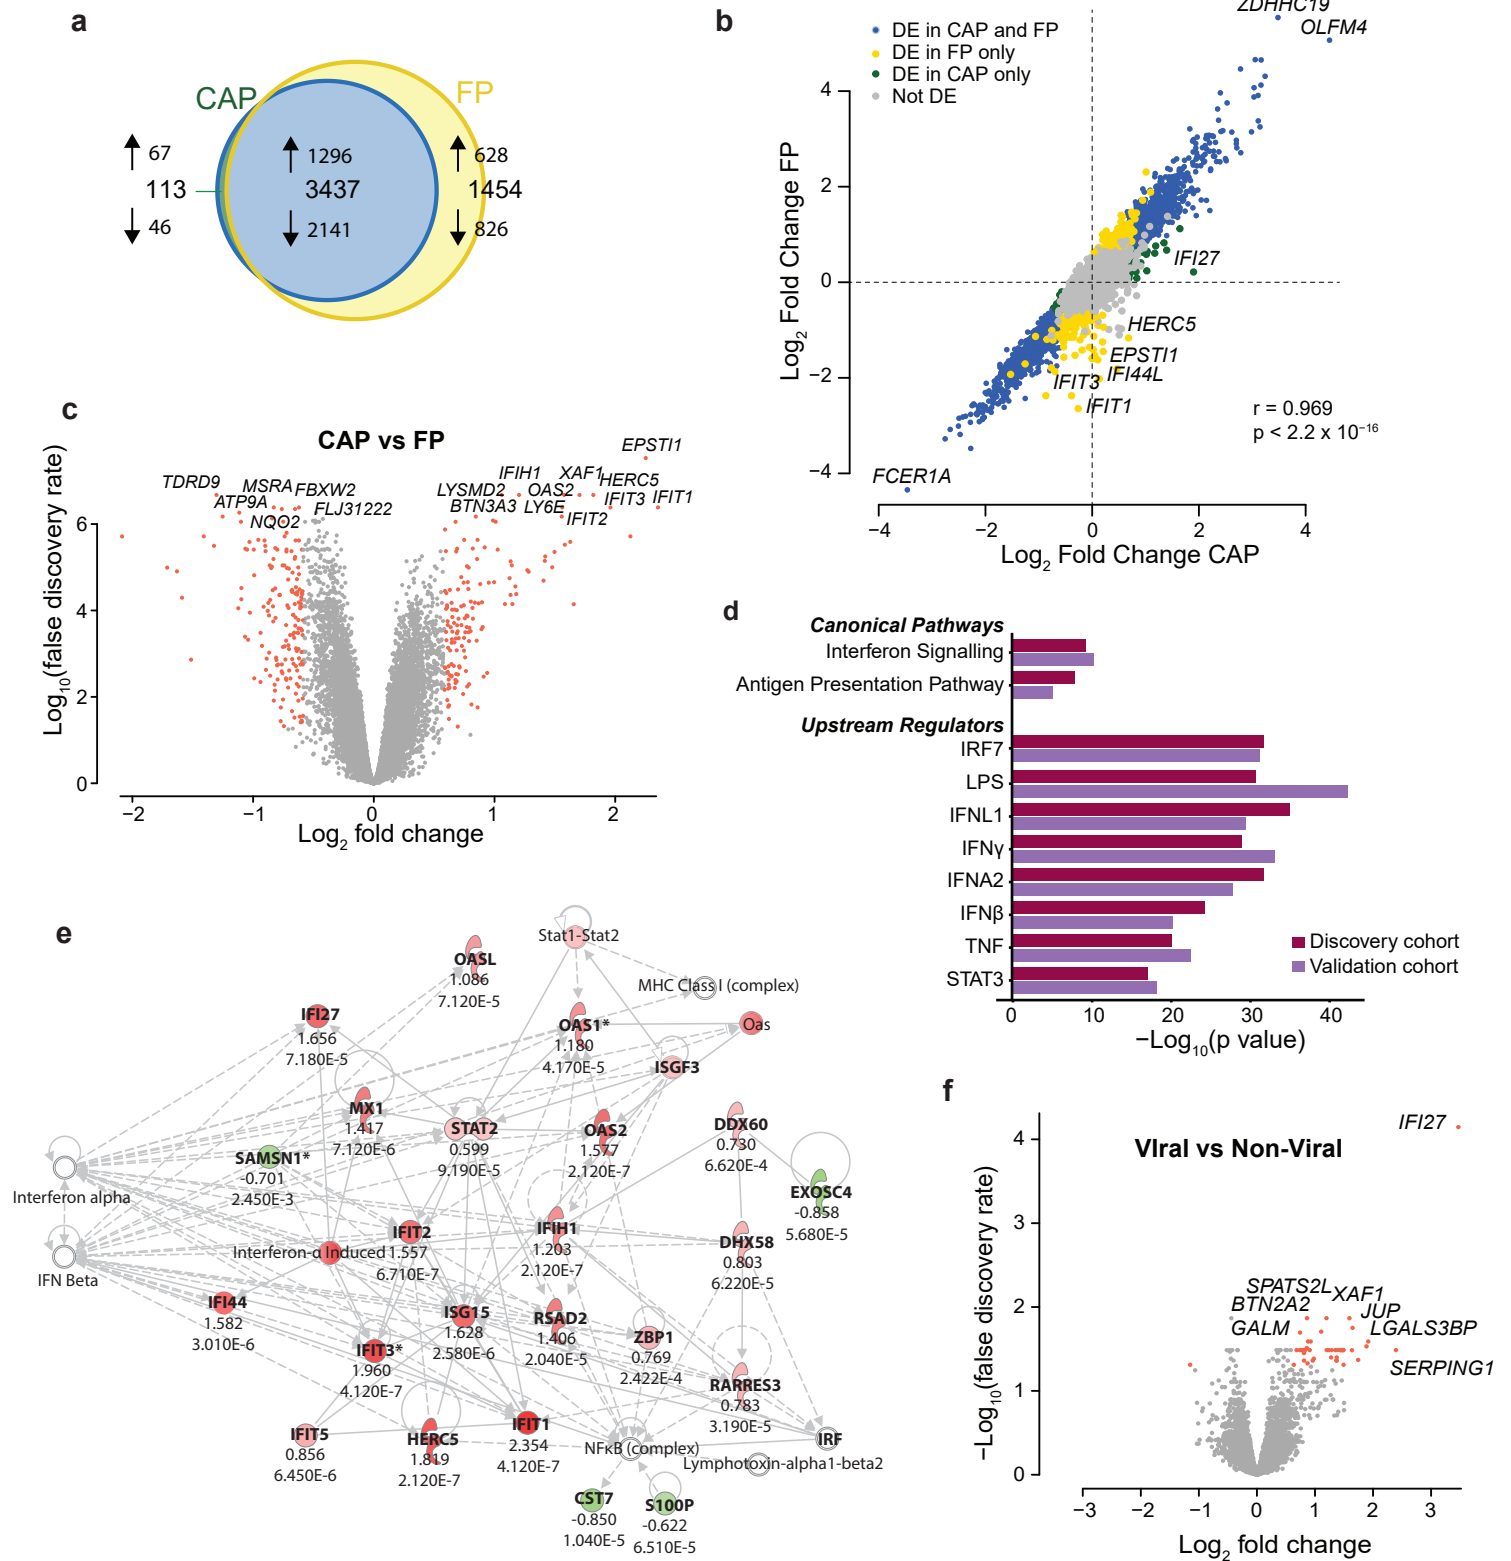 a
CAP
FP
67
113
46
1296
3437
2141
628
1454
826
b
DE in CAP and FP
DE in FP only
DE in CAP only
Not DE
ZDHHC19
OLFM4
IFI27
HERC5
EPSTI1
IFI44L
IFIT3
IFIT1
FCER1A
r = 0.969
p < 2.2 x 10−16
4
2
0
−2
−4
Log2 Fold Change FP
−4
−2
0
2
4
Log2 Fold Change CAP
c
CAP vs FP
EPSTI1
TDRD9
MSRA
FBXW2
ATP9A
FLJ31222
NQO2
IFIH1
XAF1
HERC5
LYSMD2
OAS2
IFIT3
IFIT1
BTN3A3
LY6E
IFIT2
6
4
2
0
Log10(false discovery rate)
−2
−1
0
1
2
Log2 fold change
d
Canonical Pathways
Interferon Signalling
Antigen Presentation Pathway
Upstream Regulators
IRF7
LPS
IFNL1
IFNγ
IFNA2
IFNβ
TNF
STAT3
Discovery cohort
Validation cohort
0
10
20
30
40
−Log10(p value)
e
Stat1-Stat2
OASL
1.086
7.120E-5
MHC Class I (complex)
IFI27
1.656
7.180E-5
OAS1*
1.180
4.170E-5
Oas
ISGF3
MX1
1.417
7.120E-6
STAT2
0.599
9.190E-5
OAS2
1.577
2.120E-7
DDX60
0.730
6.620E-4
SAMSN1*
-0.701
2.450E-3
EXOSC4
-0.858
5.680E-5
Interferon alpha
IFN Beta
Interferon-α Induced
IFIT2
1.557
6.710E-7
IFIH1
1.203
2.120E-7
DHX58
0.803
6.220E-5
IFI44
1.582
3.010E-6
ISG15
1.628
2.580E-6
RSAD2
1.406
2.040E-5
ZBP1
0.769
2.422E-4
IFIT3*
1.960
4.120E-7
RARRES3
0.783
3.190E-5
IFIT5
0.856
6.450E-6
HERC5
1.819
2.120E-7
IFIT1
2.354
4.120E-7
NFκB (complex)
IRF
Lymphotoxin-alpha1-beta2
CST7
-0.850
1.040E-5
S100P
-0.622
6.510E-5
f
VIral vs Non-Viral
IFI27
SPATS2L
XAF1
BTN2A2
JUP
GALM
LGALS3BP
SERPING1
4
3
2
1
0
−Log10(false discovery rate)
−3
−2
−1
0
1
2
3
Log2 fold change